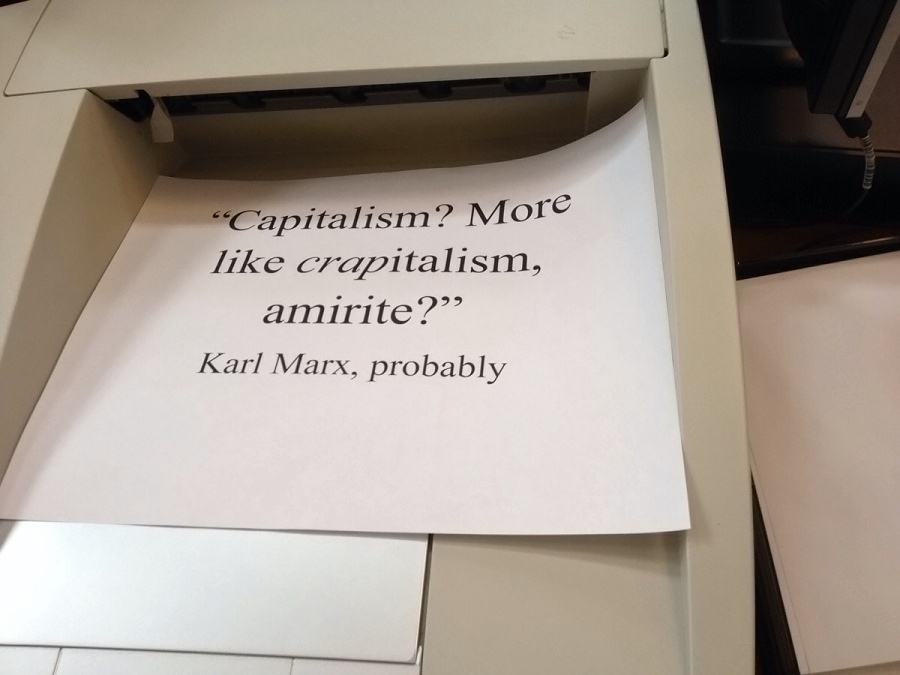 “Capitalism? More
like crapitalism,
amirite?”
Karl Marx, probably